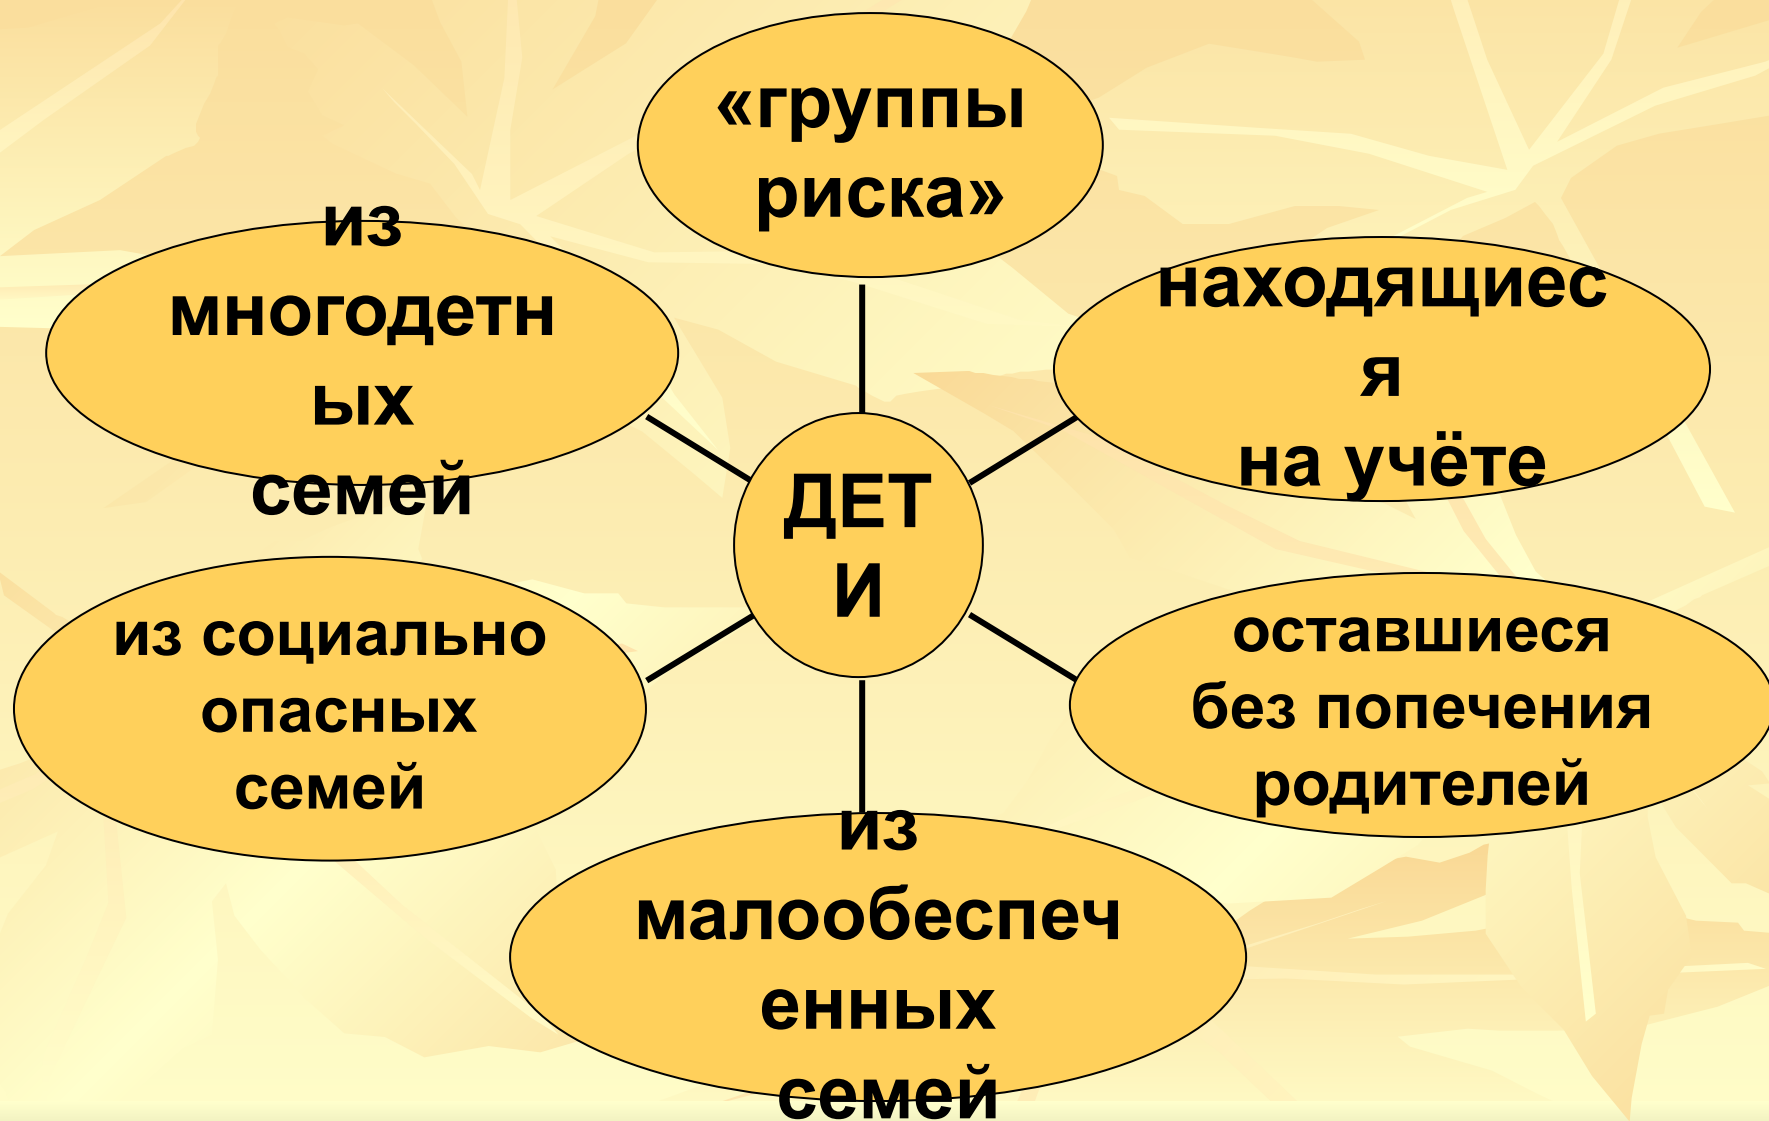 «группы
риска»
из
многодетн
ых
семей
находящиес
я
на учёте
ДЕТ
И
из социально
опасных
семей
оставшиеся
без попечения
родителей
из
малообеспеч
енных
семей